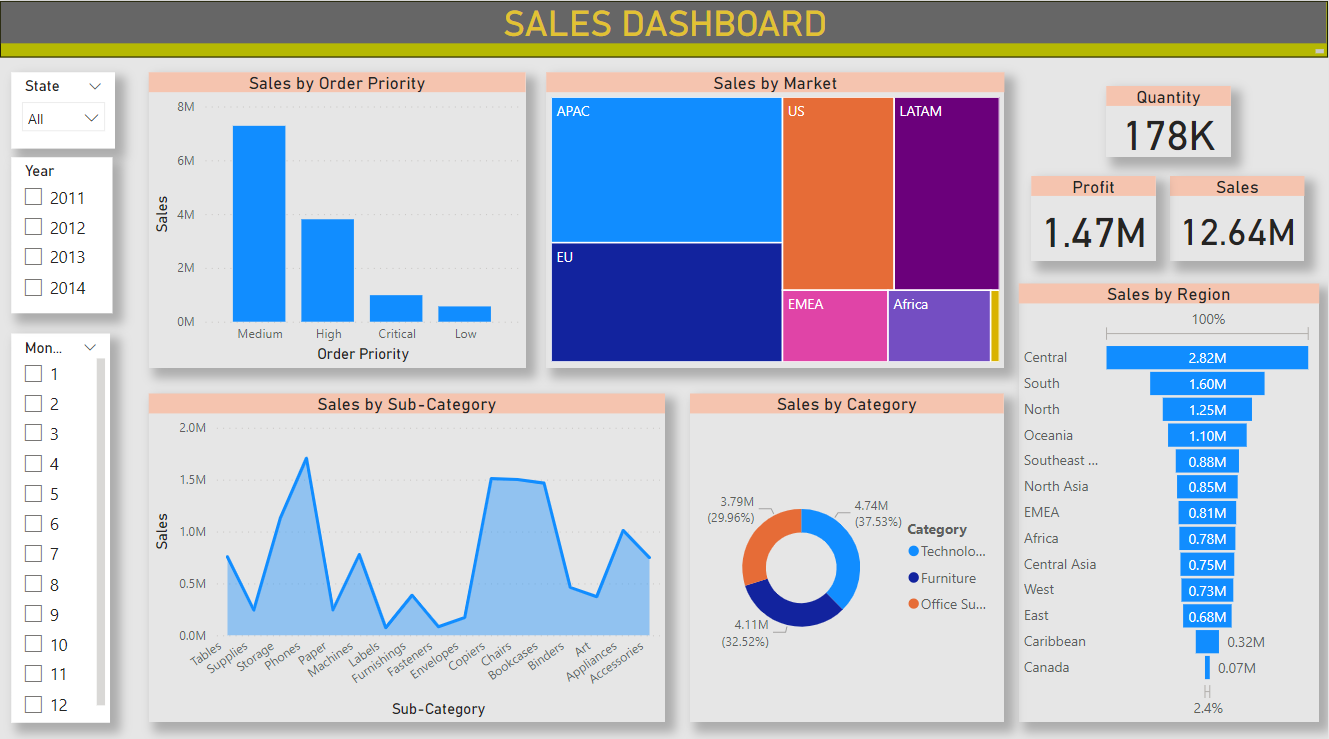 SALES DASHBOARD
State
All
Year
2011
2012
2013
2014
Mon...
1
2
3
4
5
6
7
8
9
10
11
12
Sales by Order Priority
8M
6M
4M
2M
0M
Sales
Medium High Critical Low
Order Priority
Sales by Market
APAC
US
LATAM
EU
EMEA
Africa
Quantity
178K
Profit
1.47M
Sales
12.64M
Sales by Sub-Category
2.0M
1.5M
1.0M
0.5M
0.0M
Sales
Tables Supplies Storage Phones Paper Machines Labels Furnishings Fasteners Envelopes Copiers Chairs Bookcases Binders Art Appliances Accessories
Sub-Category
Sales by Category
3.79M
(29.96%)
4.74M
(37.53%)
4.11M
(32.52%)
Category
Technolo...
Furniture
Office Su...
Sales by Region
100%
Central 2.82M
South 1.60M
North 1.25M
Oceania 1.10M
Southeast ... 0.88M
North Asia 0.85M
EMEA 0.81M
Africa 0.78M
Central Asia 0.75M
West 0.73M
East 0.68M
Caribbean 0.32M
Canada 0.07M
2.4%